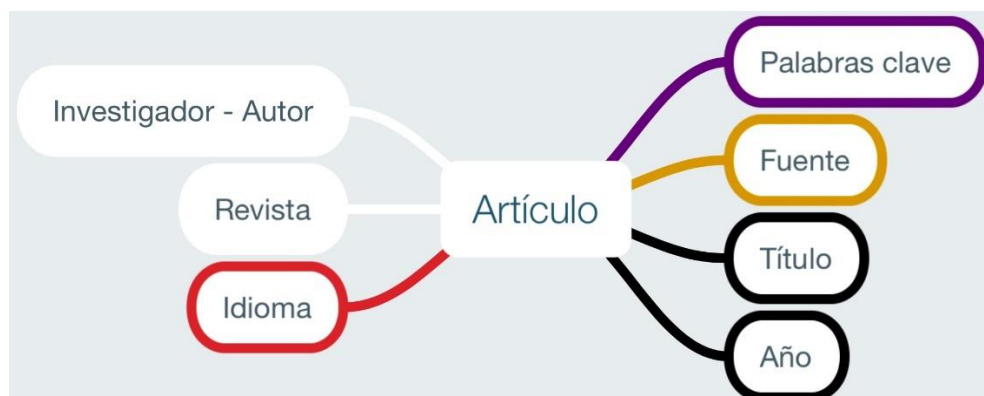 Investigador - Autor
Revista
Idioma
Artículo
Palabras clave
Fuente
Título
Año